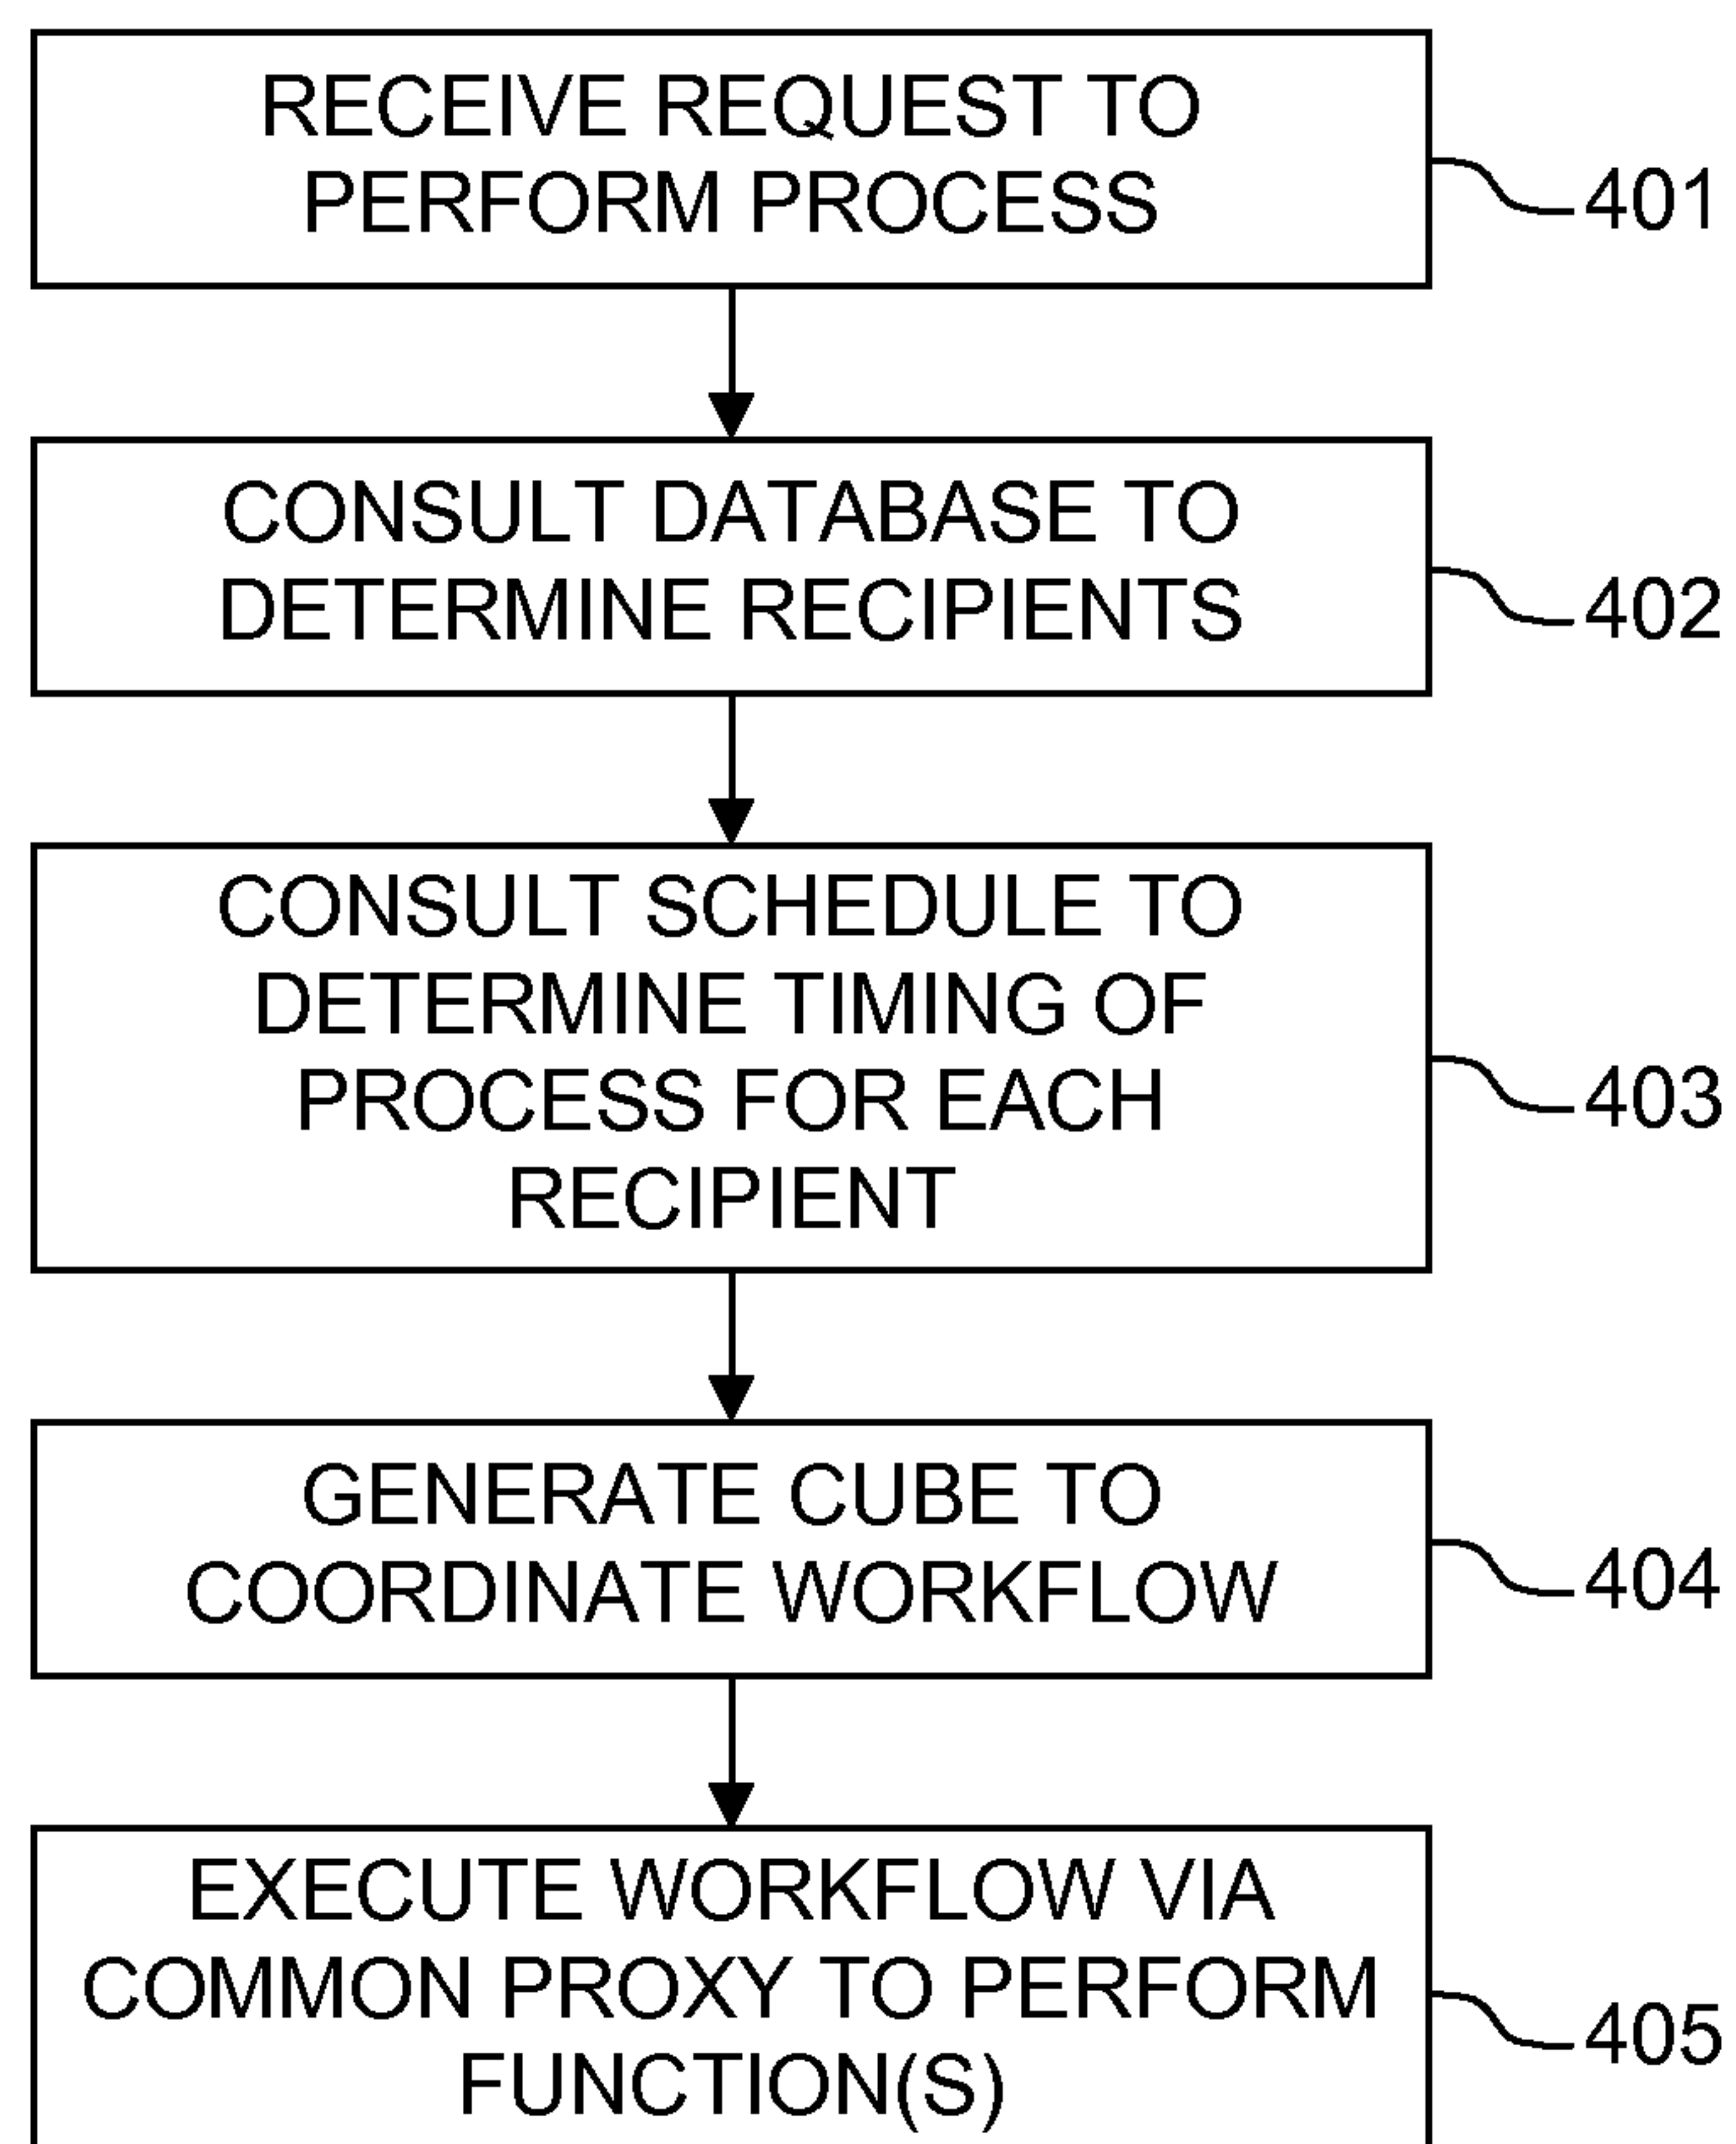 RECEIVE REQUEST TO
PERFORM PROCESS
401
CONSULT DATABASE TO
DETERMINE RECIPIENTS
402
CONSULT SCHEDULE TO
DETERMINE TIMING OF
PROCESS FOR EACH
RECIPIENT
403
GENERATE CUBE TO
COORDINATE WORKFLOW
404
EXECUTE WORKFLOW VIA
COMMON PROXY TO PERFORM
FUNCTION(S)
405